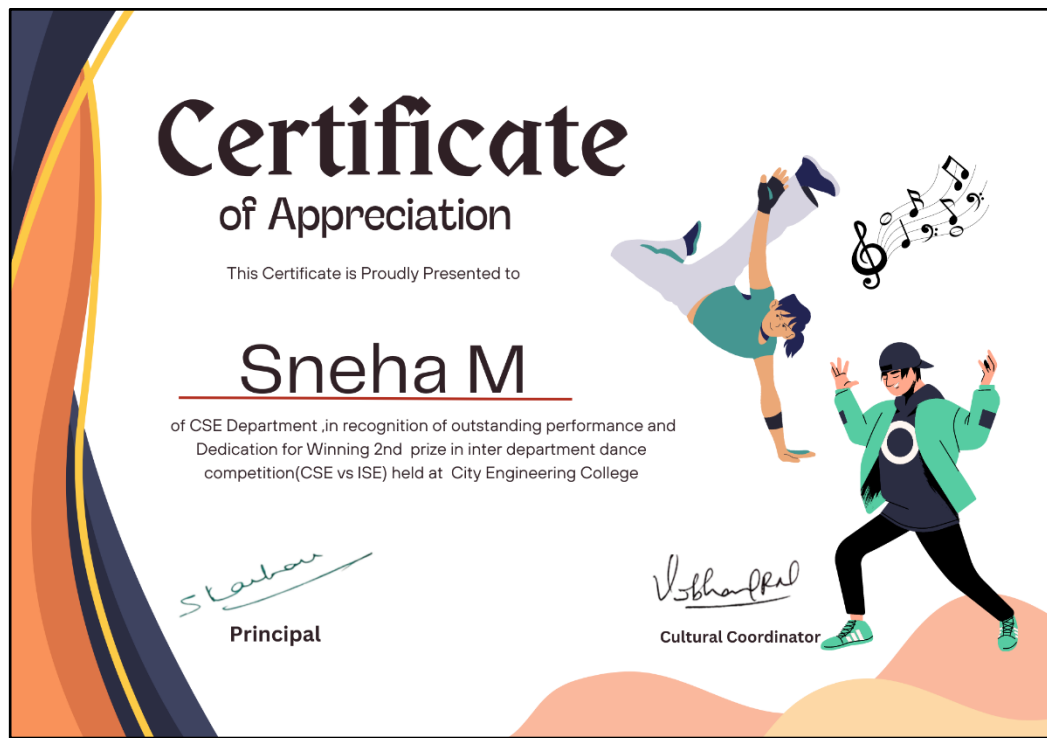 Certificate
of Appreciation
This Certificate is Proudly Presented to
Sneha M
of CSE Department ,in recognition of outstanding performance and
Dedication for Winning 2nd prize in inter department dance
competition(CSE vs ISE) held at City Engineering College
Principal
Cultural Coordinator